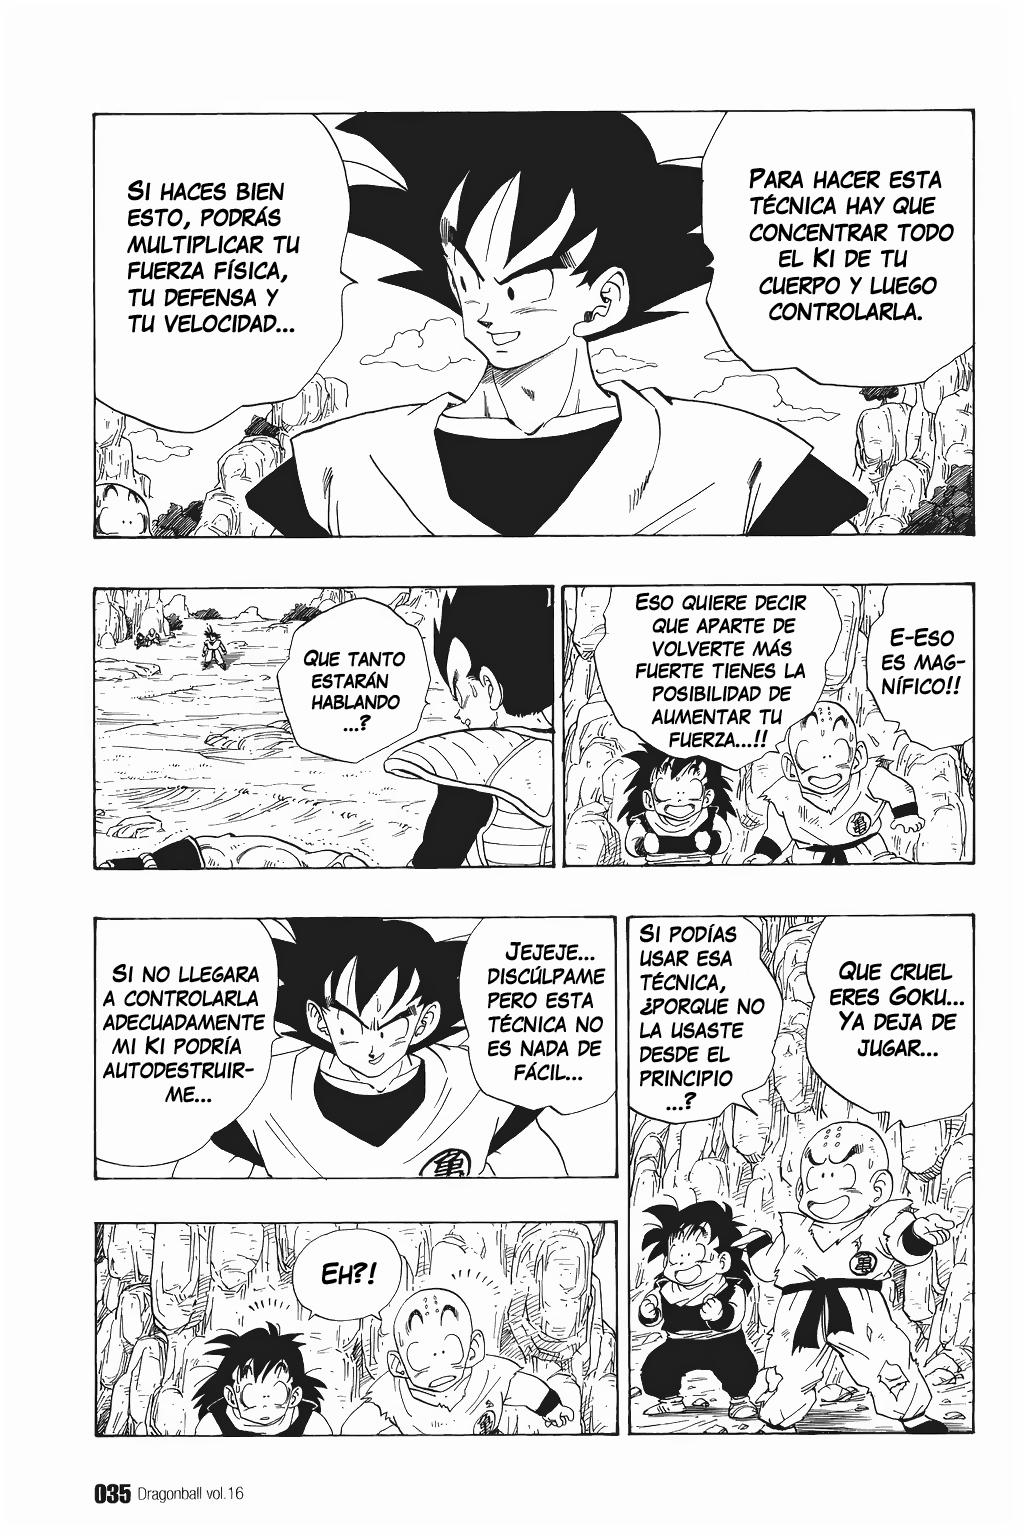 PARA HACER ESTA
TÉCNICA HAY QUE
CONCENTRAR TODO
EL KI DE TU
CUERPO Y LUEGO
CONTROLARLA.
SI HACES BIEN
ESTO, PODRÁS
MULTIPLICAR TU
FUERZA FÍSICA,
TU DEFENSA Y
TU VELOCIDAD...
E-ESO
ES MAG-
NÍFICO!!
ESO QUIERE DECIR
QUE APARTE DE
VOLVERTE MÁS
FUERTE TIENES LA
POSIBILIDAD DE
AUMENTAR TU
FUERZA...!!
QUE TANTO
ESTARÁN
HABLANDO
...?
QUE CRUEL
ERES GOKU...
YA DEJA DE
JUGAR...
SI PODÍAS
USAR ESA
TÉCNICA,
¿PORQUE NO
LA USASTE
DESDE EL
PRINCIPIO
...?
JEJEJE...
DISCÚLPAME
PERO ESTA
TÉCNICA NO
ES NADA DE
FÁCIL...
SI NO LLEGARA
A CONTROLARLA
ADECUADAMENTE
MI KI PODRÍA
AUTODESTRUIR-
ME...
EH?!
亀
亀
亀
035 Dragonball vol.16